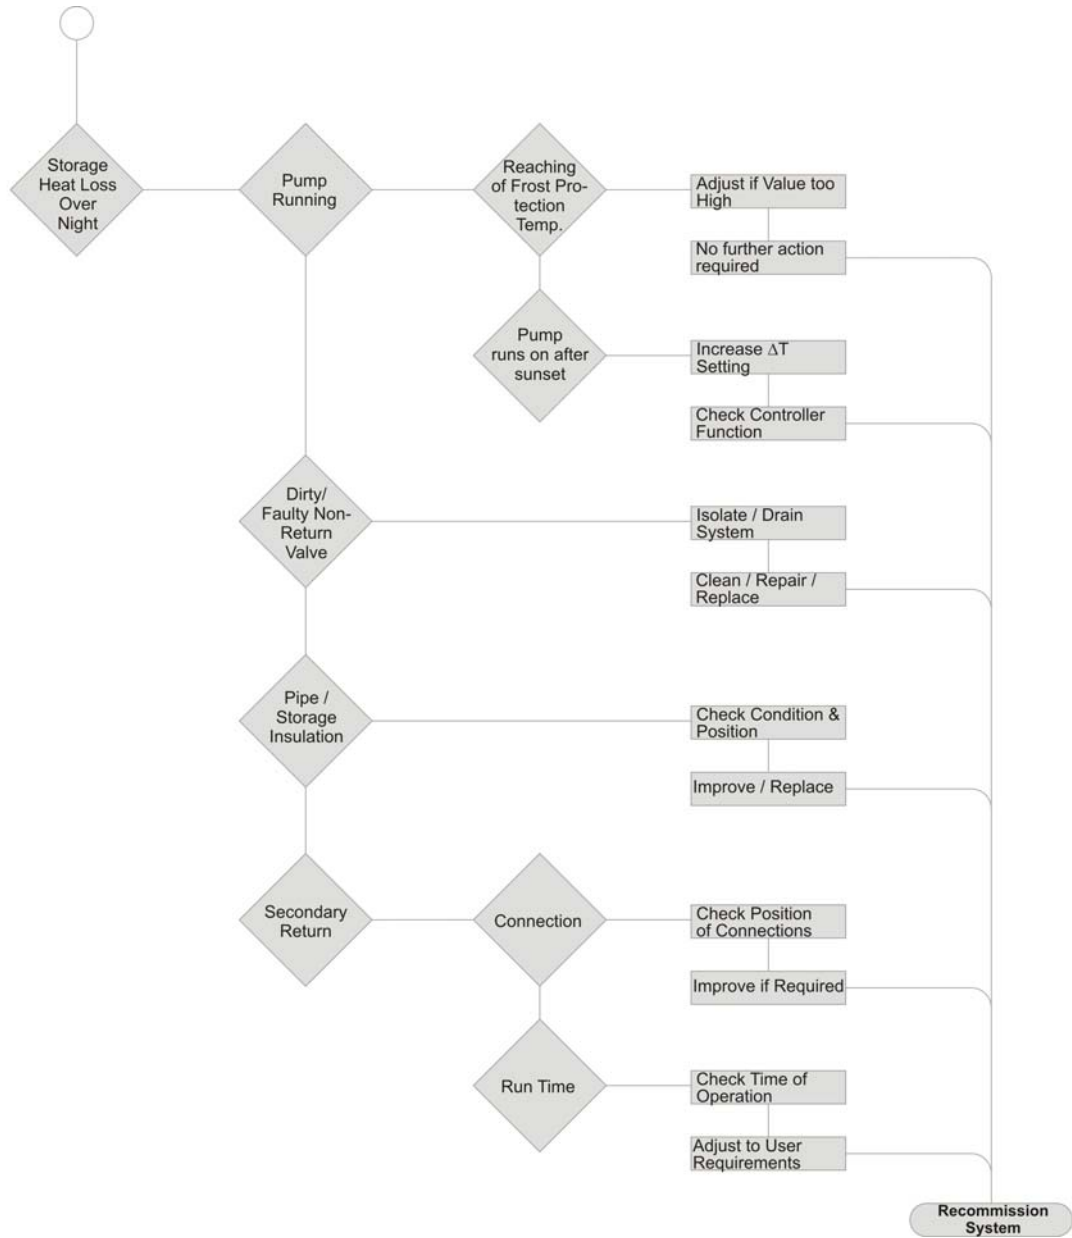 Storage
Heat Loss
Over
Night
Pump
Running
Reaching
of Frost Pro-
tection
Temp.
Adjust if Value too
High
No further action
required
Pump
runs on after
sunset
Increase ΔT
Setting
Check Controller
Function
Dirty/
Faulty Non-
Return
Valve
Isolate / Drain
System
Clean / Repair /
Replace
Pipe /
Storage
Insulation
Check Condition &
Position
Improve / Replace
Secondary
Return
Connection
Check Position
of Connections
Improve if Required
Run Time
Check Time of
Operation
Adjust to User
Requirements
Recommission
System